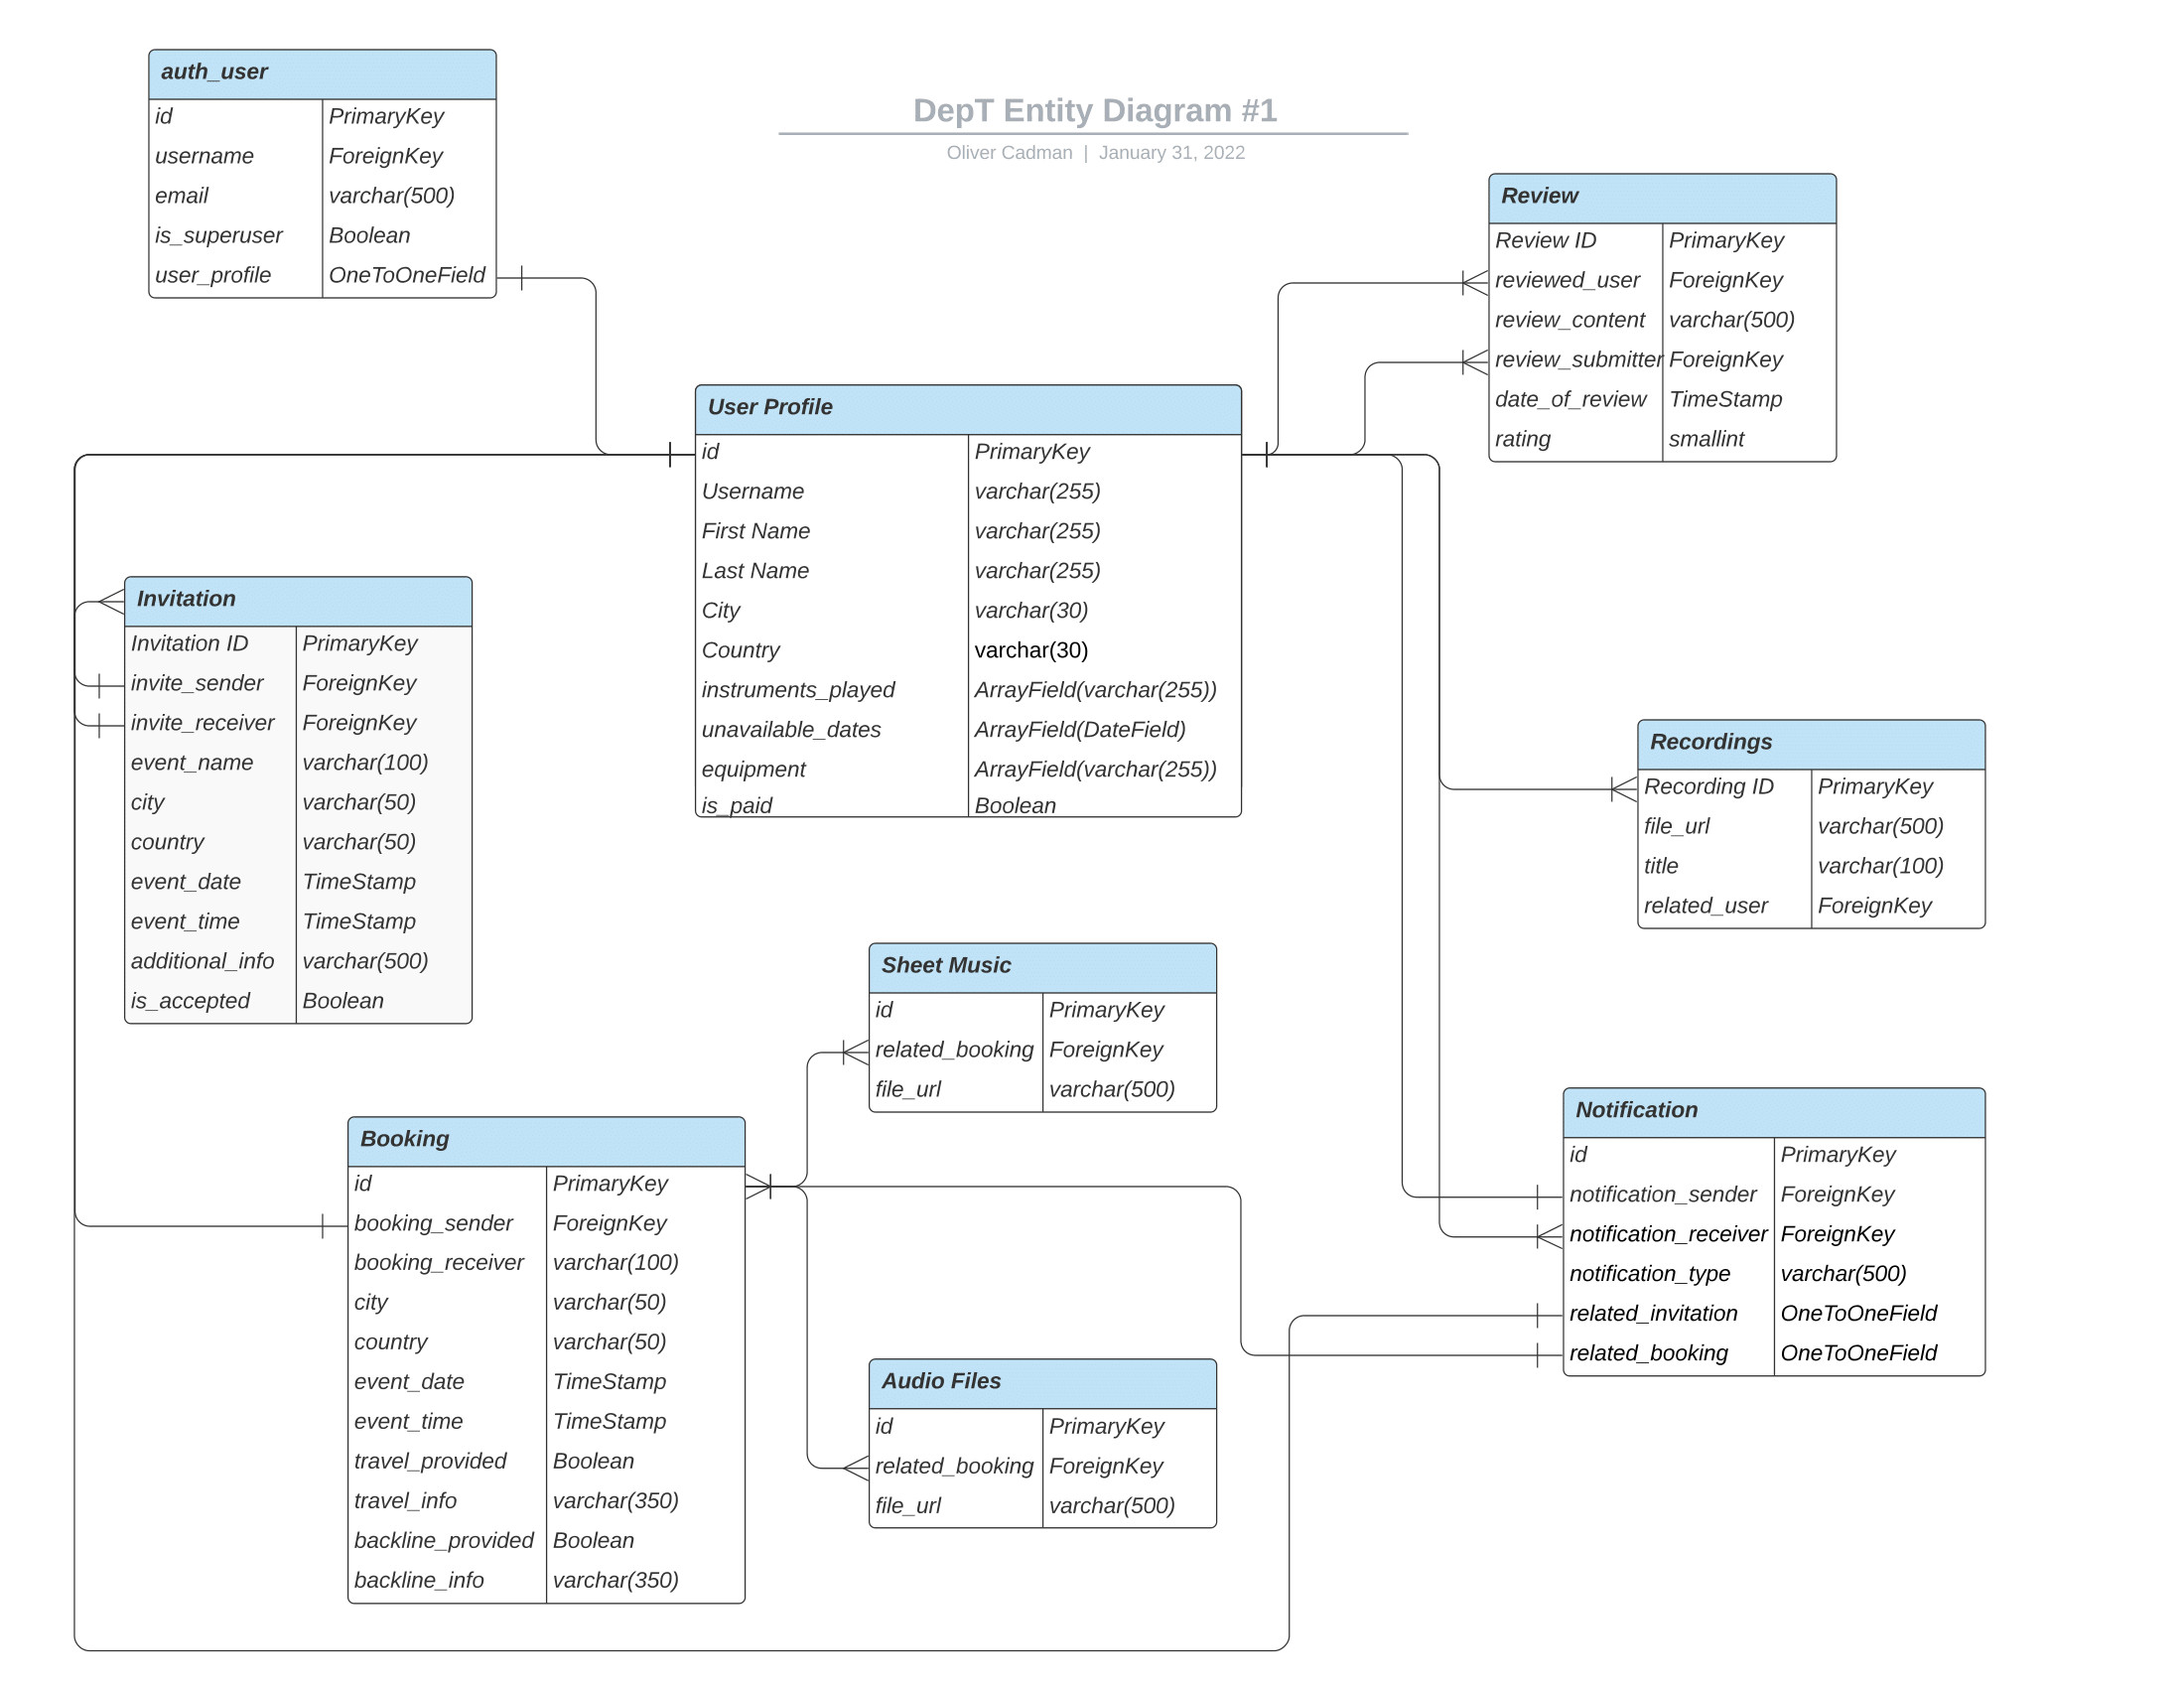 DepT Entity Diagram #1
Oliver Cadman | January 31, 2022
auth_user
id PrimaryKey
username ForeignKey
email varchar(500)
is_superuser Boolean
user_profile OneToOneField
Review
Review ID PrimaryKey
reviewed_user ForeignKey
review_content varchar(500)
review_submitter ForeignKey
date_of_review TimeStamp
rating smallint
User Profile
id PrimaryKey
Username varchar(255)
First Name varchar(255)
Last Name varchar(255)
City varchar(30)
Country varchar(30)
instruments_played ArrayField(varchar(255))
unavailable_dates ArrayField(DateField)
equipment ArrayField(varchar(255))
is_paid Boolean
Invitation
Invitation ID PrimaryKey
invite_sender ForeignKey
invite_receiver ForeignKey
event_name varchar(100)
city varchar(50)
country varchar(50)
event_date TimeStamp
event_time TimeStamp
additional_info varchar(500)
is_accepted Boolean
Recordings
Recording ID PrimaryKey
file_url varchar(500)
title varchar(100)
related_user ForeignKey
Sheet Music
id PrimaryKey
related_booking ForeignKey
file_url varchar(500)
Notification
id PrimaryKey
notification_sender ForeignKey
notification_receiver ForeignKey
notification_type varchar(500)
related_invitation OneToOneField
related_booking OneToOneField
Booking
id PrimaryKey
booking_sender ForeignKey
booking_receiver varchar(100)
city varchar(50)
country varchar(50)
event_date TimeStamp
event_time TimeStamp
travel_provided Boolean
travel_info varchar(350)
backline_provided Boolean
backline_info varchar(350)
Audio Files
id PrimaryKey
related_booking ForeignKey
file_url varchar(500)